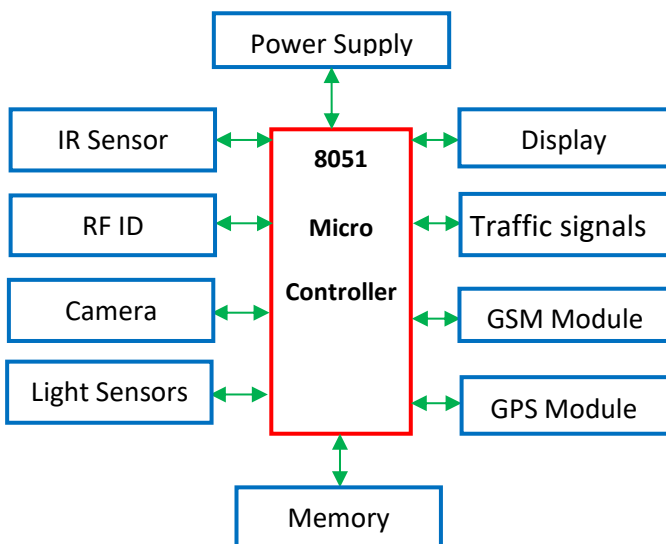 Power Supply
IR Sensor
8051
Display
RF ID
Micro
Traffic signals
Camera
Controller
GSM Module
Light Sensors
GPS Module
Memory